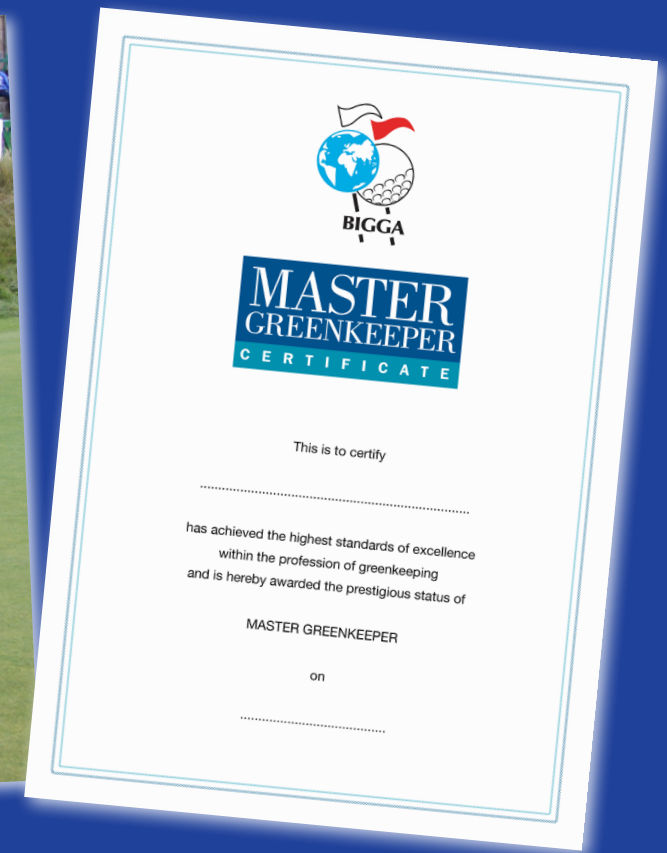 BIGGA
MASTER
GREENKEEPER
CERTIFICATE
This is to certify
................................................................................
has achieved the highest standards of excellence
within the profession of greenkeeping
and is hereby awarded the prestigious status of
MASTER GREENKEEPER
on
...........................................